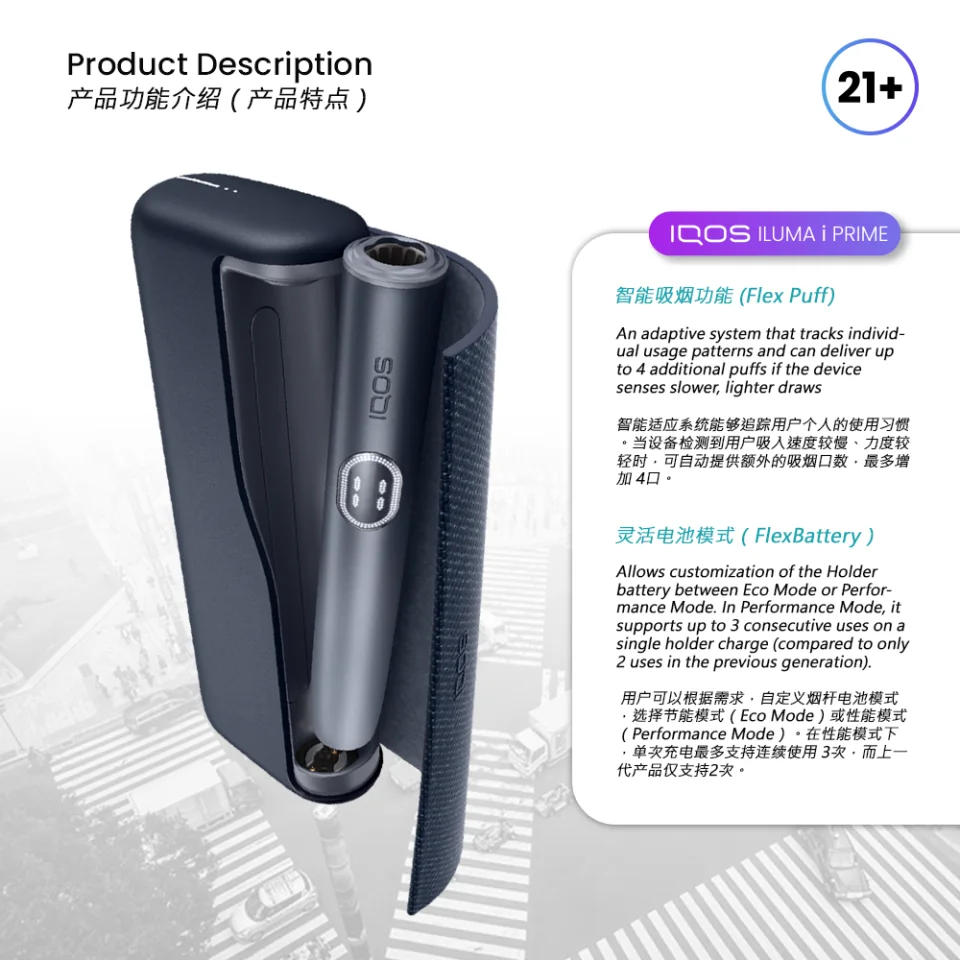 Product Description
产品功能介绍 ( 产品特点 )
21+
IQOS ILUMA i PRIME
智能吸烟功能 (Flex Puff)
An adaptive system that tracks individ-
ual usage patterns and can deliver up
to 4 additional puffs if the device
senses slower, lighter draws
智能适应系统能够追踪用户个人的使用习惯
。当设备检测到用户吸入速度较慢、力度较
轻时，可自动提供额外的吸烟口数，最多增
加 4口。
灵活电池模式 ( FlexBattery )
Allows customization of the Holder
battery between Eco Mode or Perfor-
mance Mode. In Performance Mode, it
supports up to 3 consecutive uses on a
single holder charge (compared to only
2 uses in the previous generation).
用户可以根据需求，自定义烟杆电池模式
，选择节能模式 ( Eco Mode ) 或性能模式
( Performance Mode ) 。在性能模式下
，单次充电最多支持连续使用 3次，而上一
代产品仅支持2次。
IQOS
IQOS